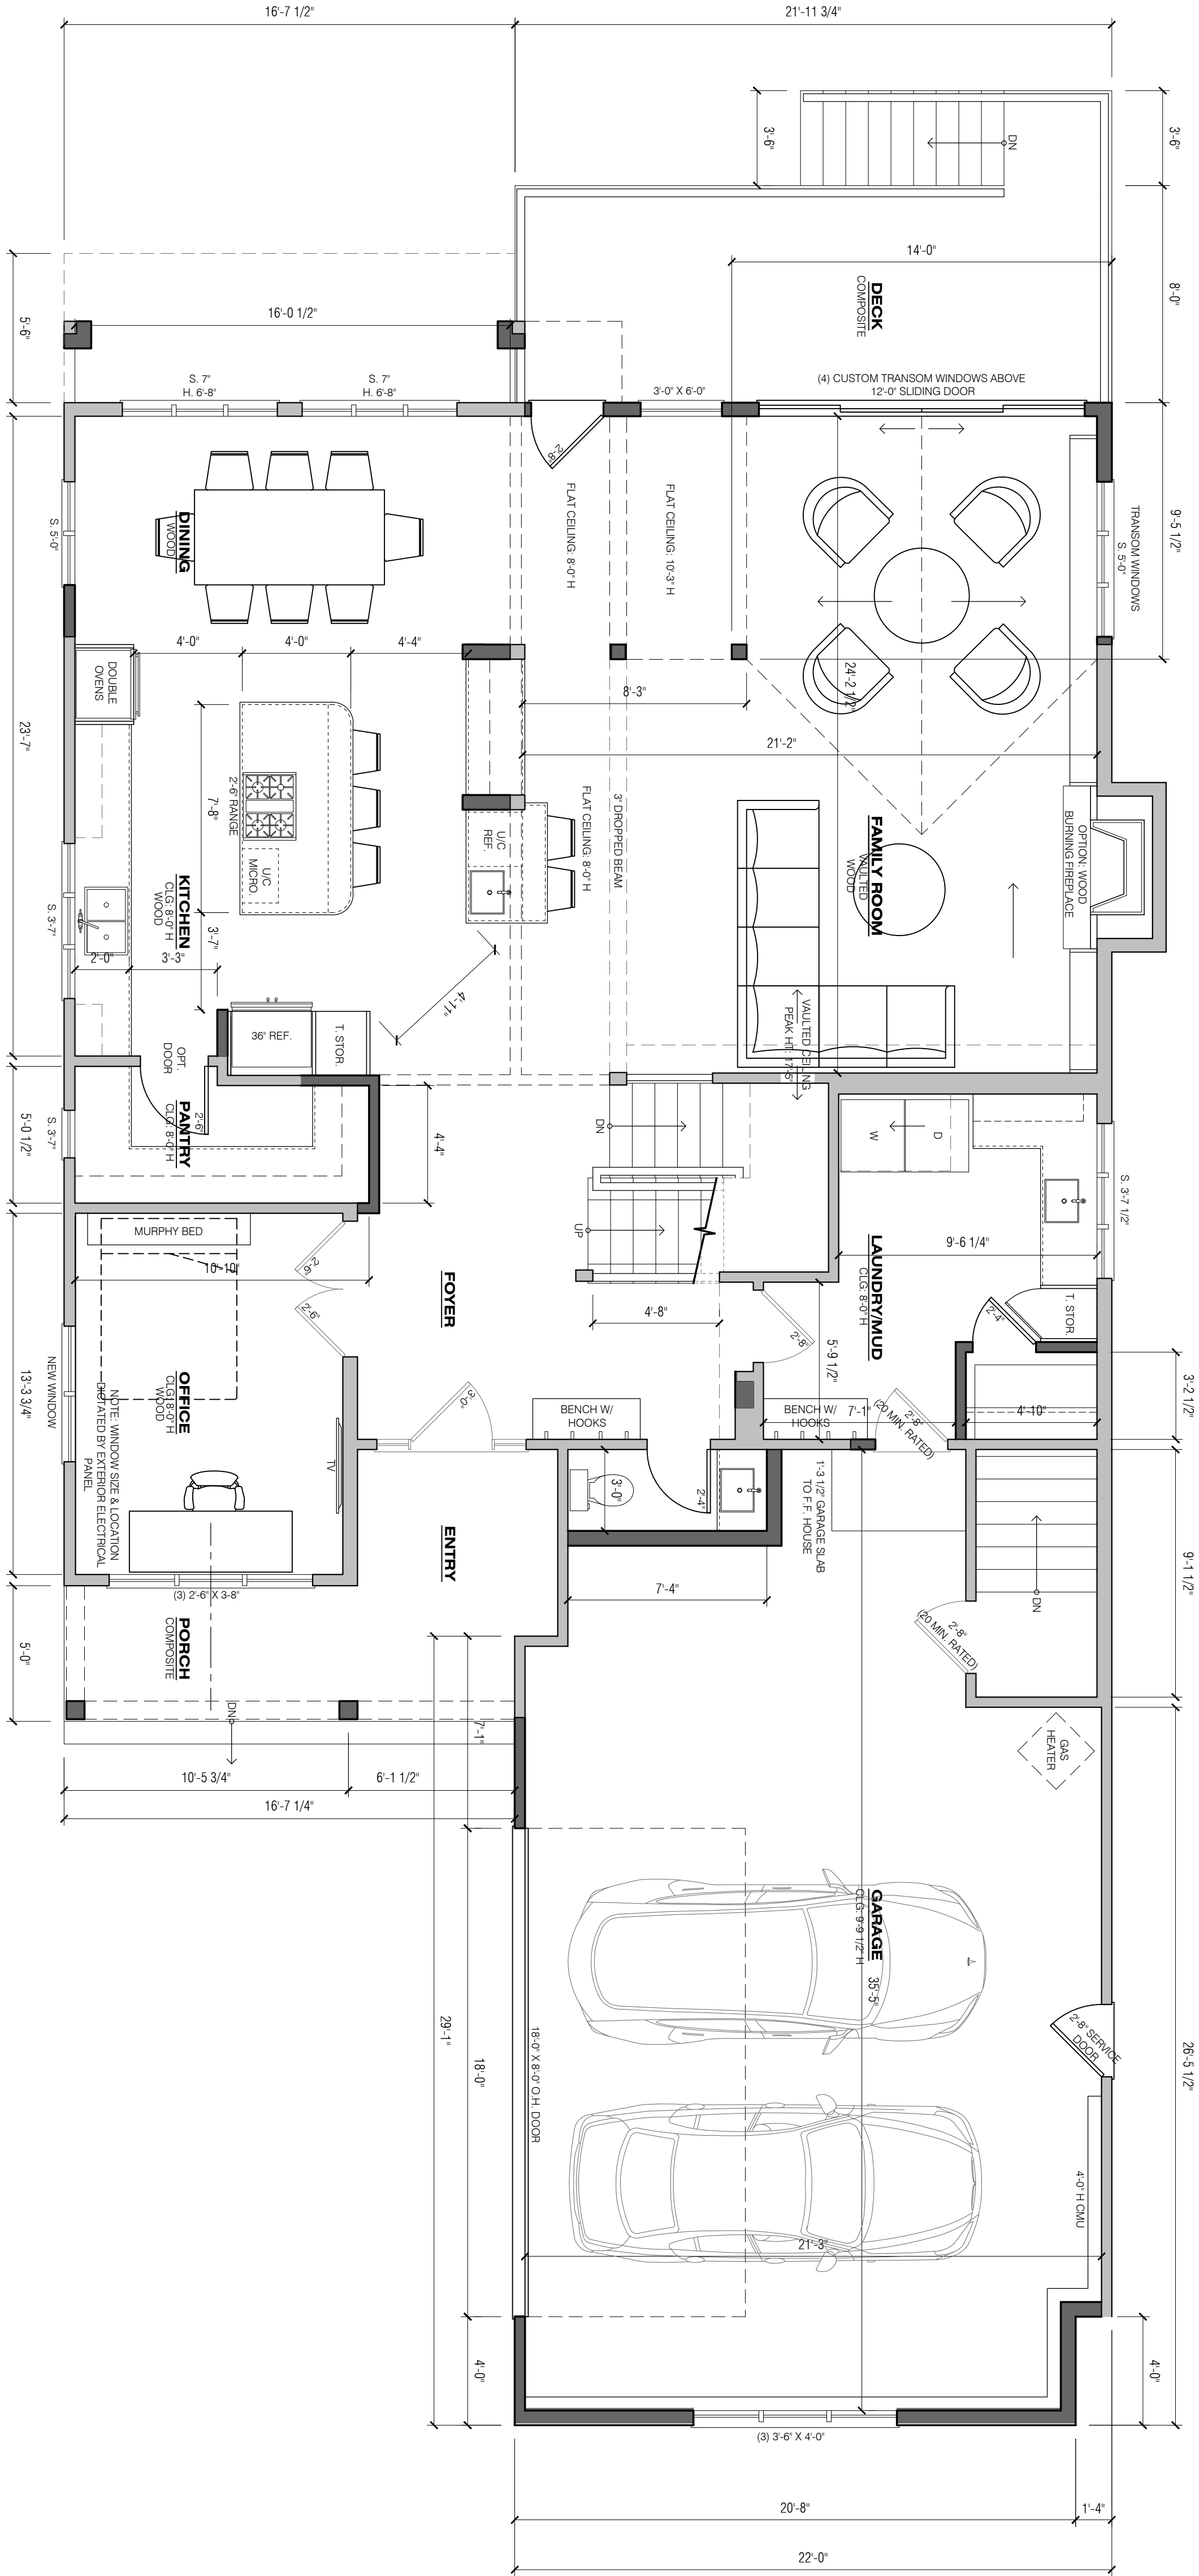 16'-7 1/2"
21'-11 3/4"
3'-6"
3'-6"
DN
8'-0"
14'-0"
DECK
COMPOSITE
5'-6"
16'-0 1/2"
S. 7"
H. 6'-8"
S. 7"
H. 6'-8"
3'-0" X 6'-0"
(4) CUSTOM TRANSOM WINDOWS ABOVE
12'-0" SLIDING DOOR
2'-8"
FLAT CEILING: 8'-0" H
FLAT CEILING: 10'-3" H
TRANSOM WINDOWS
S. 5'-0"
9'-5 1/2"
S. 5'-0"
DINING
WOOD
4'-0"
4'-0"
4'-4"
24'-2 1/2"
8'-3"
21'-2"
DOUBLE
OVENS
23'-7"
7'-8"
2'-6" RANGE
U/C
MICRO.
U/C
REF.
FLAT CEILING: 8'-0" H
3" DROPPED BEAM
FAMILY ROOM
VAULTED
WOOD
OPTION: WOOD
BURNING FIREPLACE
S. 3'-7"
KITCHEN
CLG: 8'-0" H
WOOD
3'-7"
2'-0"
3'-3"
4'-11"
VAULTED CEILING
PEAK HT: 17'-5"
36" REF.
T. STOR.
OPT.
DOOR
2'-6"
PANTRY
CLG: 8'-0" H
S. 3'-7"
5'-0 1/2"
4'-4"
DN
UP
W
D
S. 3'-7 1/2"
LAUNDRY/MUD
CLG: 8'-0" H
9'-6 1/4"
MURPHY BED
10'-10"
2'-6"
2'-6"
FOYER
4'-8"
5'-9 1/2"
2'-8"
2'-4"
T. STOR.
3'-2 1/2"
13'-3 3/4"
NEW WINDOW
OFFICE
CLG: 8'-0" H
WOOD
NOTE: WINDOW SIZE & LOCATION
DICTATED BY EXTERIOR ELECTRICAL
PANEL
TV
3'-0"
BENCH W/
HOOKS
BENCH W/
HOOKS
7'-1"
2'-8"
(20 MIN. RATED)
4'-10"
3'-0"
2'-4"
1'-3 1/2" GARAGE SLAB
TO F.F. HOUSE
ENTRY
DN
9'-1 1/2"
7'-4"
2'-8"
(20 MIN. RATED)
(3) 2'-6" X 3-8"
PORCH
COMPOSITE
5'-0"
DN
7'-1"
GAS
HEATER
10'-5 3/4"
6'-1 1/2"
16'-7 1/4"
GARAGE
CLG: 9'-9 1/2" H
35'-5"
2'-8" SERVICE
DOOR
26'-5 1/2"
29'-1"
18'-0"
18'-0" X 8'-0" O.H. DOOR
4'-0" H CMU
21'-3"
4'-0"
4'-0"
(3) 3'-6" X 4'-0"
20'-8"
1'-4"
22'-0"